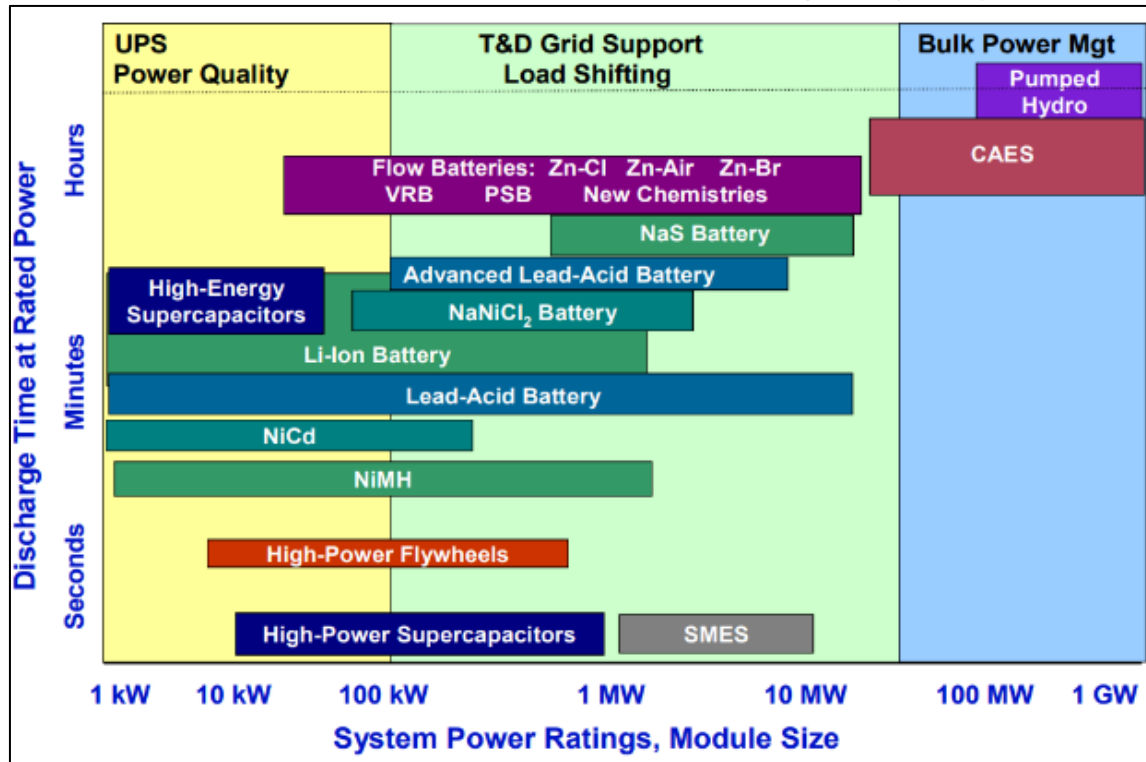 UPS
Power Quality
T&D Grid Support
Load Shifting
Bulk Power Mgt
Pumped
Hydro
CAES
Flow Batteries: Zn-Cl Zn-Air Zn-Br
VRB PSB New Chemistries
NaS Battery
Advanced Lead-Acid Battery
High-Energy
Supercapacitors
NaNiCl₂ Battery
Li-Ion Battery
Lead-Acid Battery
NiCd
NiMH
High-Power Flywheels
High-Power Supercapacitors
SMES
Discharge Time at Rated Power
Hours
Minutes
Seconds
1 kW 10 kW 100 kW 1 MW 10 MW 100 MW 1 GW
System Power Ratings, Module Size